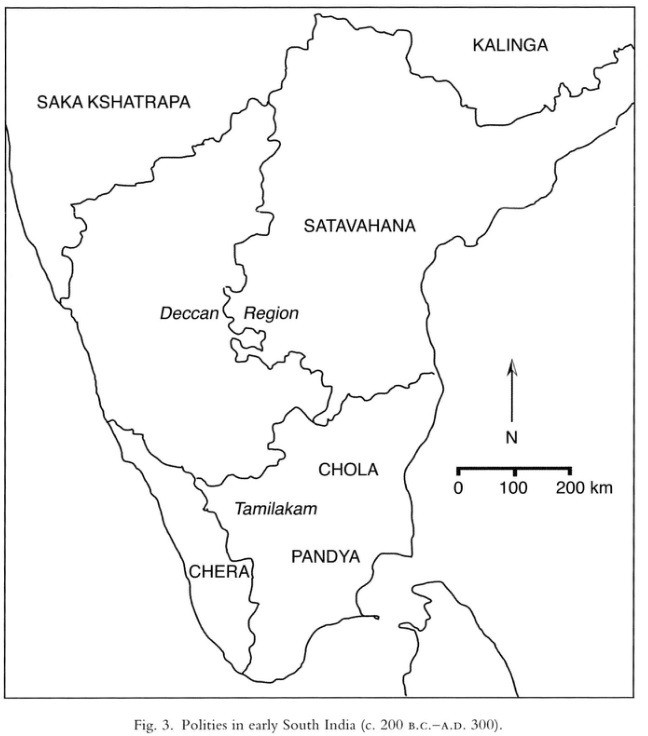 KALINGA
SAKA KSHATRAPA
SATAVAHANA
Deccan Region
N
CHOLA
0 100 200 km
Tamilakam
PANDYA
CHERA
Fig. 3. Polities in early South India (c. 200 B.C.–A.D. 300).